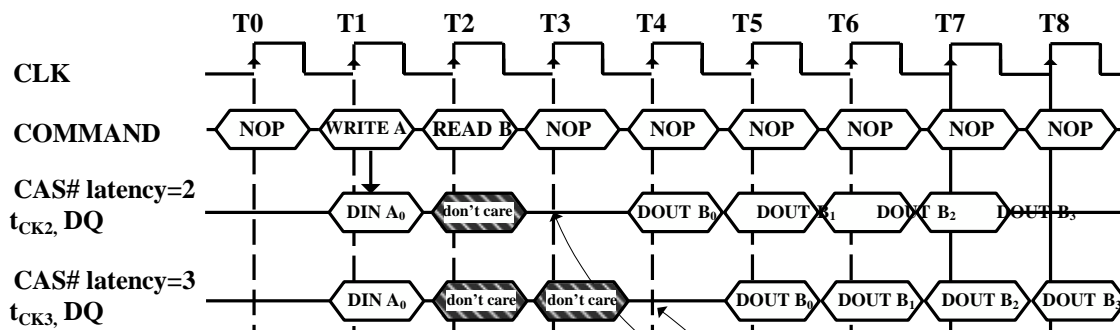 T0 T1 T2 T3 T4 T5 T6 T7 T8
CLK
COMMAND NOP WRITE A READ B NOP NOP NOP NOP NOP NOP
CAS# latency=2
t_CK2, DQ DIN A₀ don't care DOUT B₀ DOUT B₁ DOUT B₂ DOUT B₃
CAS# latency=3
t_CK3, DQ DIN A₀ don't care don't care DOUT B₀ DOUT B₁ DOUT B₂ DOUT B₃